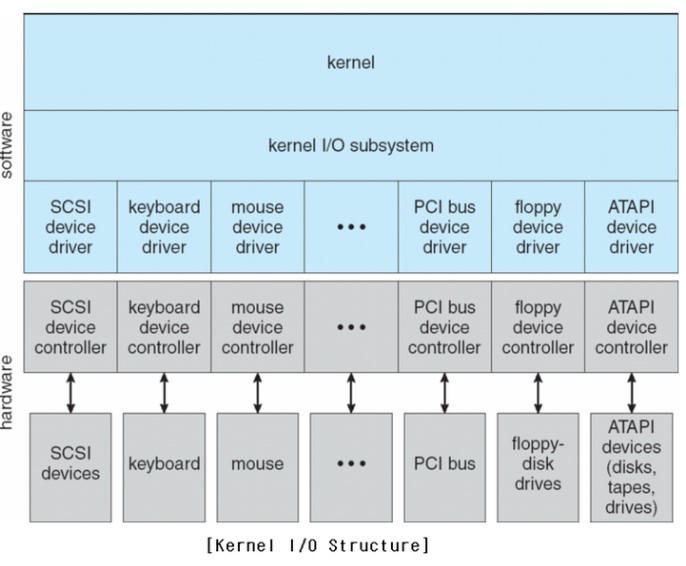 kernel
software
kernel I/O subsystem
SCSI
device
driver
keyboard
device
driver
mouse
device
driver
•••
PCI bus
device
driver
floppy
device
driver
ATAPI
device
driver
hardware
SCSI
device
controller
keyboard
device
controller
mouse
device
controller
•••
PCI bus
device
controller
floppy
device
controller
ATAPI
device
controller
SCSI
devices
keyboard
mouse
•••
PCI bus
floppy-
disk
drives
ATAPI
devices
(disks,
tapes,
drives)
[Kernel I/O Structure]